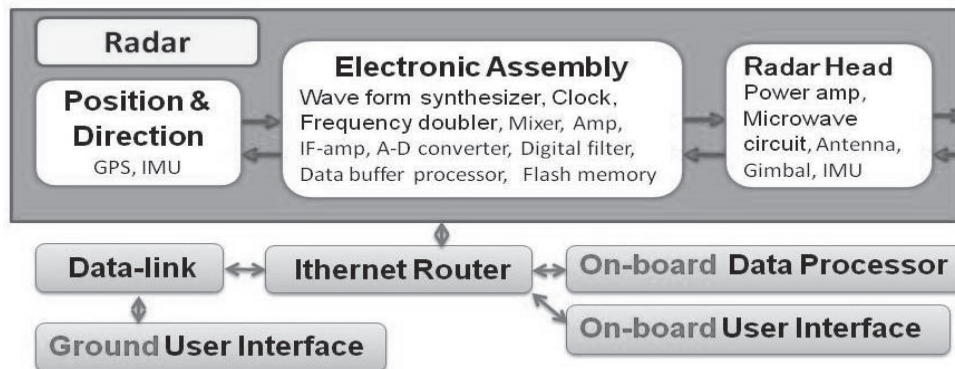 Radar
Position &
Direction
GPS, IMU
Electronic Assembly
Wave form synthesizer, Clock,
Frequency doubler, Mixer, Amp,
IF-amp, A-D converter, Digital filter,
Data buffer processor, Flash memory
Radar Head
Power amp,
Microwave
circuit, Antenna,
Gimbal, IMU
Data-link
Ithernet Router
On-board Data Processor
Ground User Interface
On-board User Interface